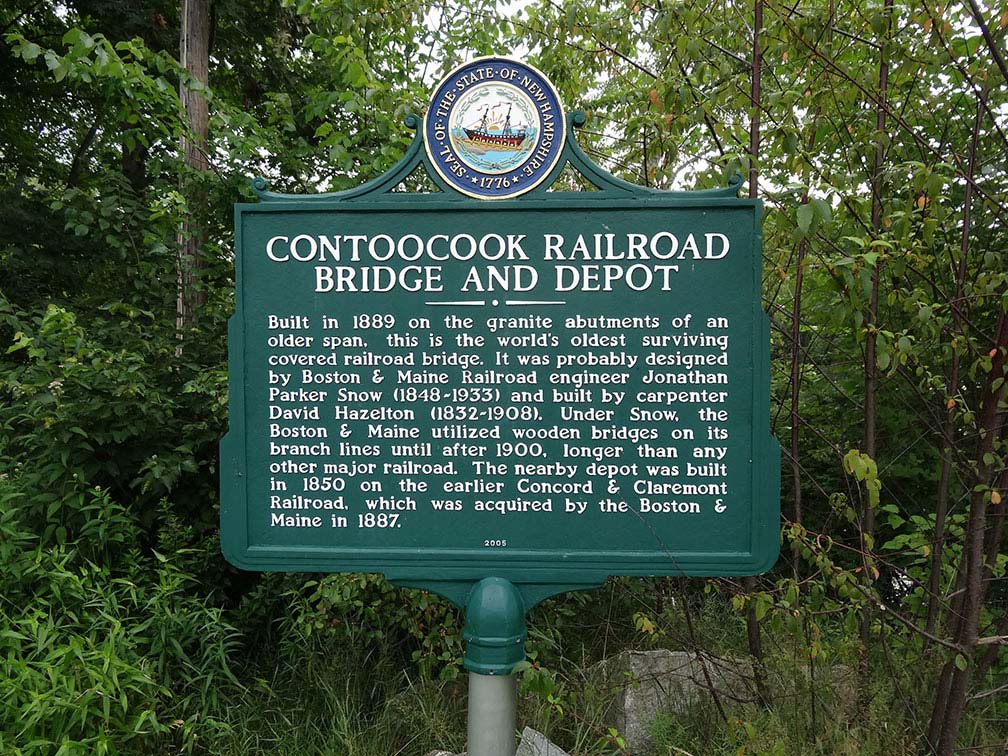 SEAL·OF·THE·STATE·OF·NEW HAMPSHIRE·
★1776★
CONTOOCOOK RAILROAD
BRIDGE AND DEPOT
Built in 1889 on the granite abutments of an
older span, this is the world's oldest surviving
covered railroad bridge. It was probably designed
by Boston & Maine Railroad engineer Jonathan
Parker Snow (1848-1933) and built by carpenter
David Hazelton (1832-1908). Under Snow, the
Boston & Maine utilized wooden bridges on its
branch lines until after 1900, longer than any
other major railroad. The nearby depot was built
in 1850 on the earlier Concord & Claremont
Railroad, which was acquired by the Boston &
Maine in 1887.
2005